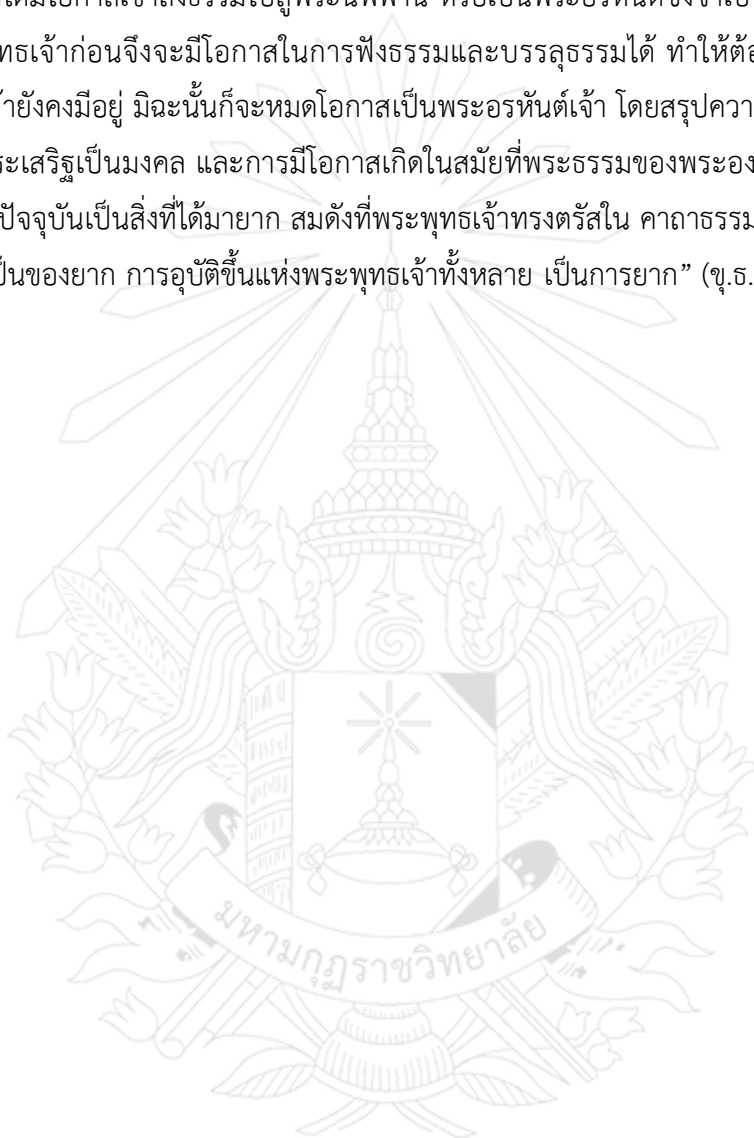 ทธเจ้าก่อนจึงจะมีโอกาสในการฟังธรรมและบรรลุธรรมได้ ทำให้ต้อ
ายังคงมีอยู่ มิฉะนั้นก็จะหมดโอกาสเป็นพระอรหันต์เจ้า โดยสรุปควา
ระเสริฐเป็นมงคล และการมีโอกาสเกิดในสมัยที่พระธรรมของพระอง
ปัจจุบันเป็นสิ่งที่ได้มายาก สมดังที่พระพุทธเจ้าทรงตรัสใน คาถาธรรม
ป็นของยาก การอุบัติขึ้นแห่งพระพุทธเจ้าทั้งหลาย เป็นการยาก” (ขุ.ธ.
มหามกุฏราชวิทยาลัย